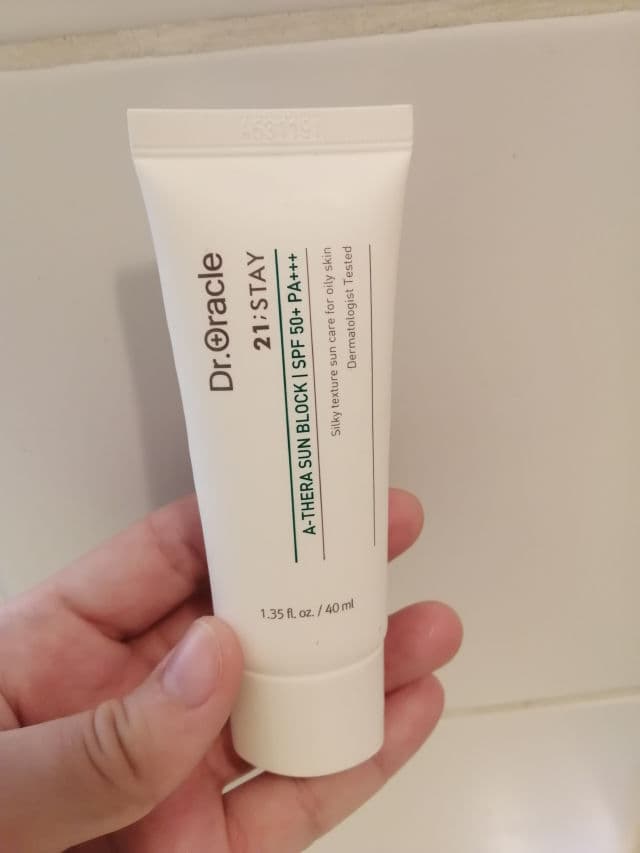 Dr.Oracle
21;STAY
A-THERA SUN BLOCK | SPF 50+ PA+++
Silky texture sun care for oily skin
Dermatologist Tested
1.35 fl. oz. / 40 ml